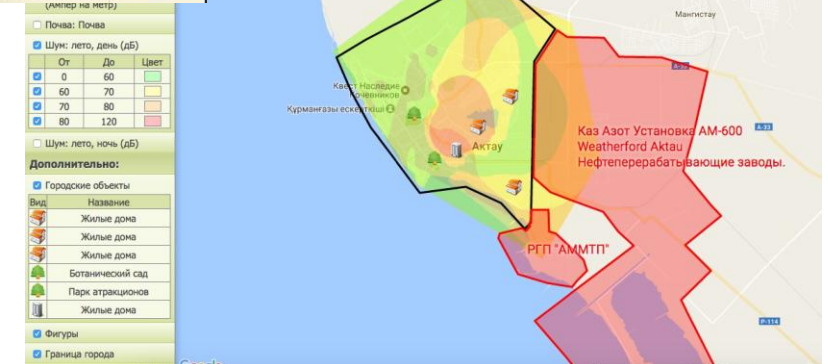 (Ампер на метр)
Почва: Почва
Шум: лето, день (дБ)
От До Цвет
0 60
60 70
70 80
80 120
Шум: лето, ночь (дБ)
Дополнительно:
Городские объекты
Вид Название
Жилые дома
Жилые дома
Жилые дома
Ботанический сад
Парк атракционов
Жилые дома
Фигуры
Граница города
Мангистау
A-33
Квест Наследие
Кочевников
Құрманғазы ескерткіші
Актау
A-33
Каз Азот Установка АМ-600
Weatherford Aktau
Нефтеперерабатывающие заводы.
РГП "АММТП"
P-114
Google